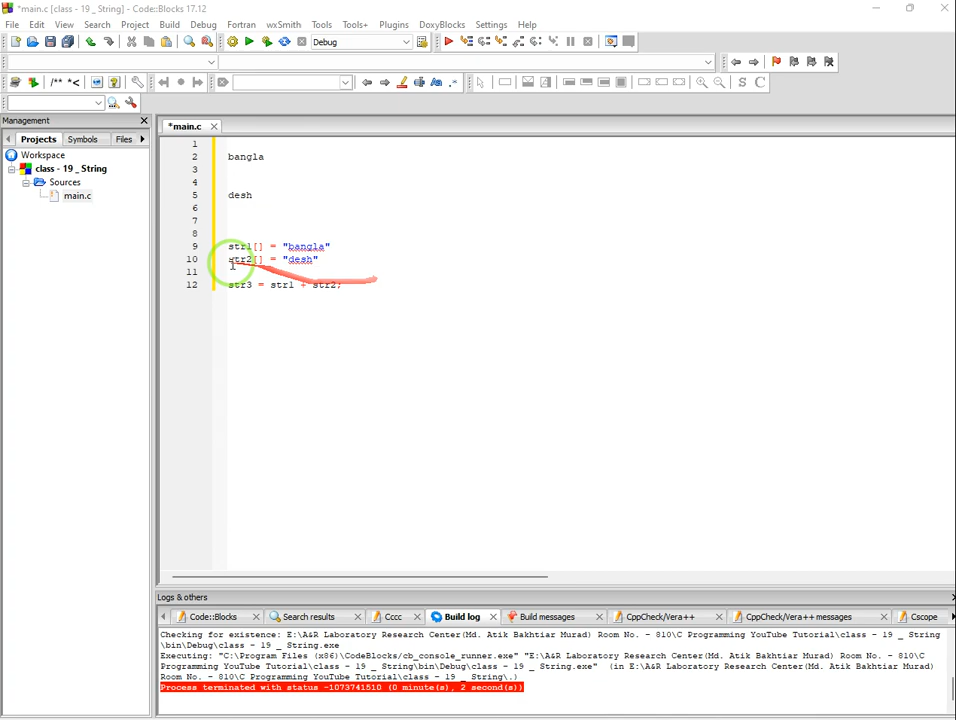 *main.c [class - 19 _ String] - Code::Blocks 17.12
File Edit View Search Project Build Debug Fortran wxSmith Tools Tools+ Plugins DoxyBlocks Settings Help
Debug
/** *<
.*
S C
Management
*main.c
Projects Symbols Files
Workspace
class - 19 _ String
Sources
main.c
1
2 bangla
3
4
5 desh
6
7
8
9 str1[] = "bangla"
10 str2[] = "desh"
11
12 str3 = str1 + str2;
Logs & others
Code::Blocks Search results Cccc Build log Build messages CppCheck/Vera++ CppCheck/Vera++ messages Cscope
Checking for existence: E:\A&R Laboratory Research Center(Md. Atik Bakhtiar Murad) Room No. - 810\C Programming YouTube Tutorial\class - 19 _ String
\bin\Debug\class - 19 _ String.exe
Executing: "C:\Program Files (x86)\CodeBlocks/cb_console_runner.exe" "E:\A&R Laboratory Research Center(Md. Atik Bakhtiar Murad) Room No. - 810\C
Programming YouTube Tutorial\class - 19 _ String\bin\Debug\class - 19 _ String.exe"  (in E:\A&R Laboratory Research Center(Md. Atik Bakhtiar Murad)
Room No. - 810\C Programming YouTube Tutorial\class - 19 _ String\.)
Process terminated with status -1073741510 (0 minute(s), 2 second(s))